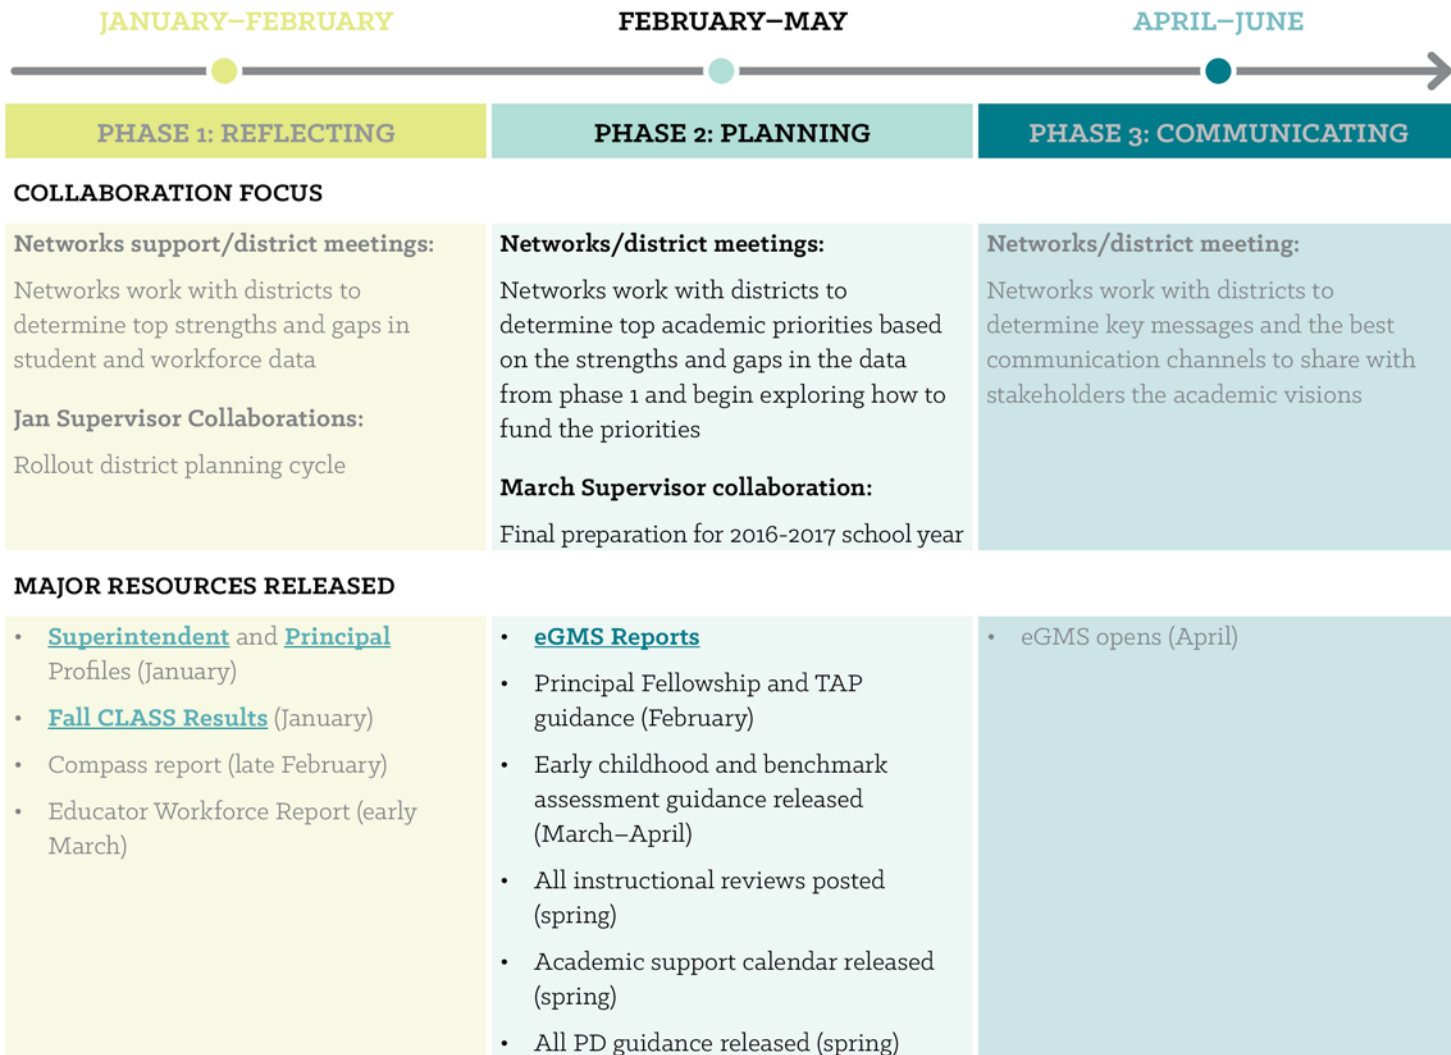 JANUARY–FEBRUARY
FEBRUARY–MAY
APRIL–JUNE
PHASE 1: REFLECTING
PHASE 2: PLANNING
PHASE 3: COMMUNICATING
COLLABORATION FOCUS
Networks support/district meetings:
Networks work with districts to
determine top strengths and gaps in
student and workforce data
Jan Supervisor Collaborations:
Rollout district planning cycle
Networks/district meetings:
Networks work with districts to
determine top academic priorities based
on the strengths and gaps in the data
from phase 1 and begin exploring how to
fund the priorities
March Supervisor collaboration:
Final preparation for 2016-2017 school year
Networks/district meeting:
Networks work with districts to
determine key messages and the best
communication channels to share with
stakeholders the academic visions
MAJOR RESOURCES RELEASED
• Superintendent and Principal
Profiles (January)
• Fall CLASS Results (January)
• Compass report (late February)
• Educator Workforce Report (early
March)
• eGMS Reports
• Principal Fellowship and TAP
guidance (February)
• Early childhood and benchmark
assessment guidance released
(March–April)
• All instructional reviews posted
(spring)
• Academic support calendar released
(spring)
• All PD guidance released (spring)
• eGMS opens (April)